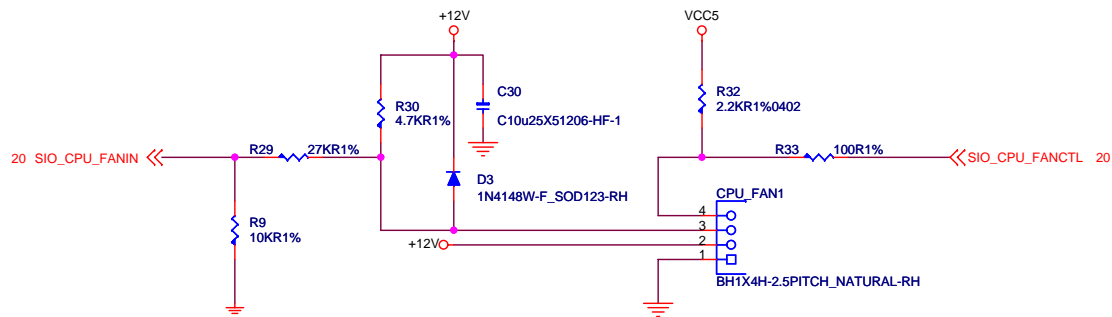 +12V
VCC5
R30
4.7KR1%
C30
C10u25X51206-HF-1
R32
2.2KR1%0402
20 SIO_CPU_FANIN
R29
27KR1%
R33
100R1%
SIO_CPU_FANCTL 20
D3
1N4148W-F_SOD123-RH
CPU_FAN1
R9
10KR1%
4
3
+12V
2
1
BH1X4H-2.5PITCH_NATURAL-RH